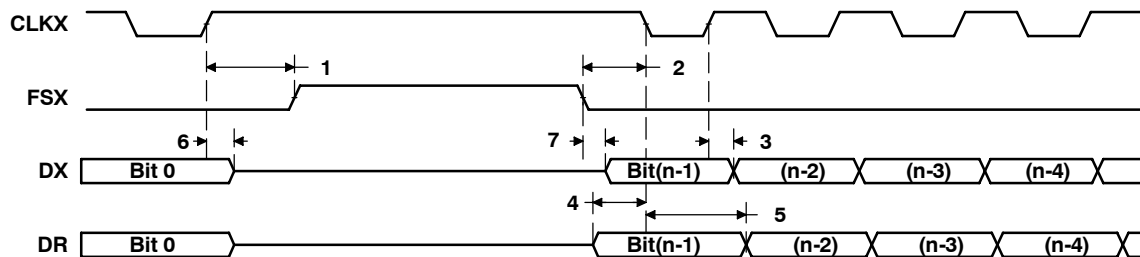 CLKX
1 2
FSX
6 7 3
DX Bit 0 Bit(n-1) (n-2) (n-3) (n-4)
4 5
DR Bit 0 Bit(n-1) (n-2) (n-3) (n-4)